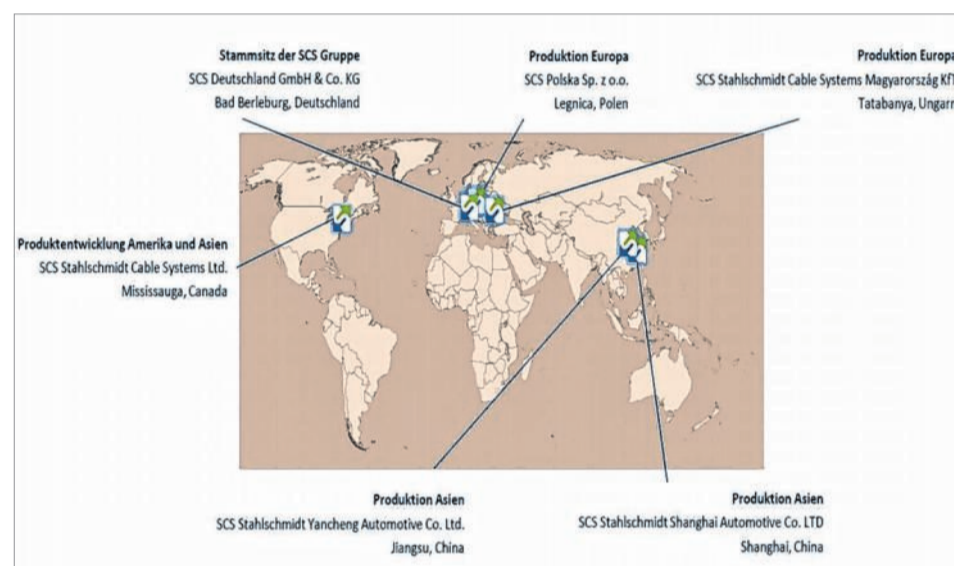 Stammsitz der SCS Gruppe
SCS Deutschland GmbH & Co. KG
Bad Berleburg, Deutschland
Produktion Europa
SCS Polska Sp. z o.o.
Legnica, Polen
Produktion Europa
SCS Stahlschmidt Cable Systems Magyarország KfT
Tatabanya, Ungarn
Produktentwicklung Amerika und Asien
SCS Stahlschmidt Cable Systems Ltd.
Mississauga, Canada
Produktion Asien
SCS Stahlschmidt Yancheng Automotive Co. Ltd.
Jiangsu, China
Produktion Asien
SCS Stahlschmidt Shanghai Automotive Co. LTD
Shanghai, China